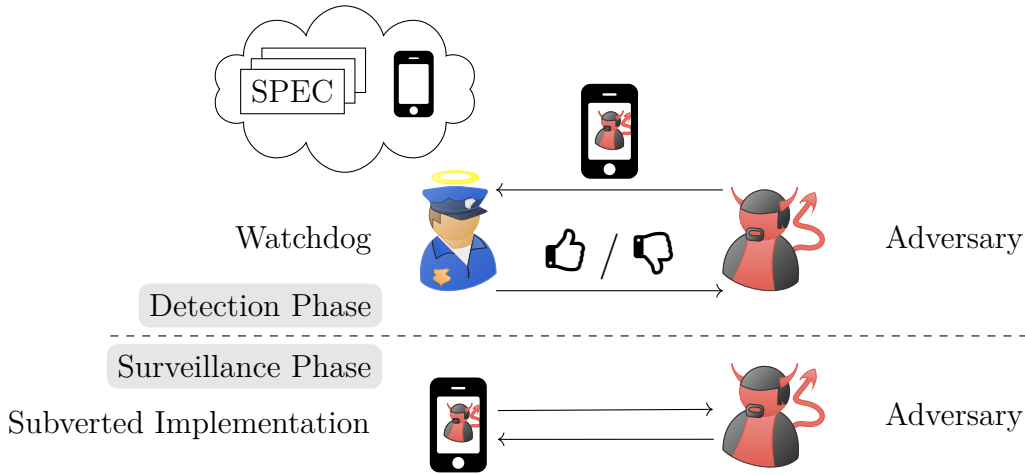 SPEC
Watchdog
/
Adversary
Detection Phase
Surveillance Phase
Subverted Implementation
Adversary